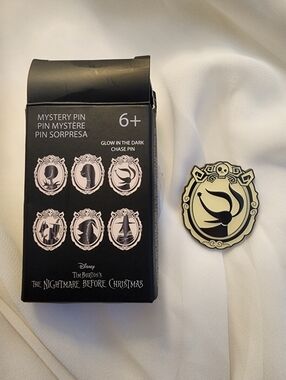 MYSTERY PIN
PIN MYSTÈRE
PIN SORPRESA
6+
GLOW IN THE DARK
CHASE PIN
Disney
TIM BURTON'S
THE NIGHTMARE BEFORE CHRISTMAS